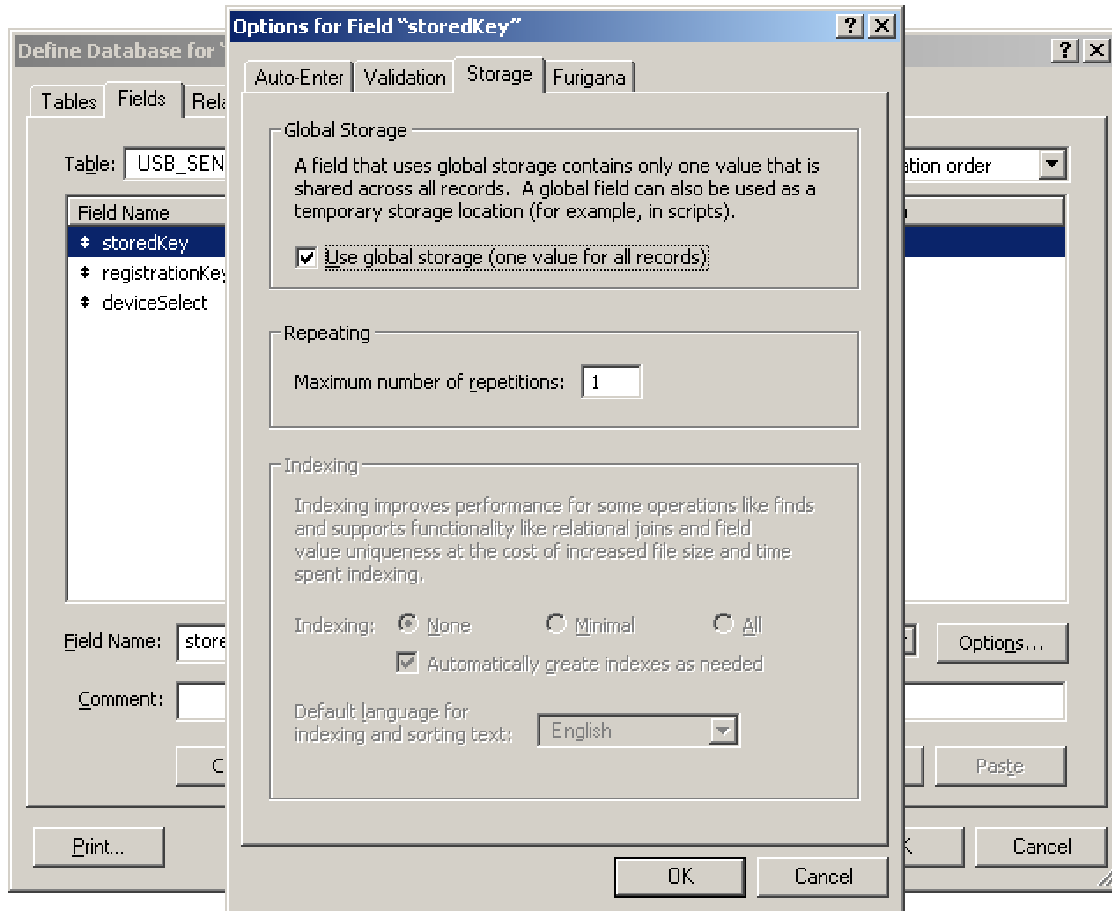 Options for Field “storedKey”
Define Database for “
Auto-Enter Validation Storage Furigana
Tables Fields Rela
Global Storage
Table: USB_SEN
ation order
A field that uses global storage contains only one value that is
shared across all records. A global field can also be used as a
temporary storage location (for example, in scripts).
Field Name
storedKey
Use global storage (one value for all records)
registrationKey
deviceSelect
Repeating
Maximum number of repetitions: 1
Indexing
Indexing improves performance for some operations like finds
and supports functionality like relational joins and field
value uniqueness at the cost of increased file size and time
spent indexing.
Indexing: None Minimal All
Field Name: store
Options...
Automatically create indexes as needed
Comment:
Default language for
indexing and sorting text: English
C
Paste
Print...
K
Cancel
OK
Cancel